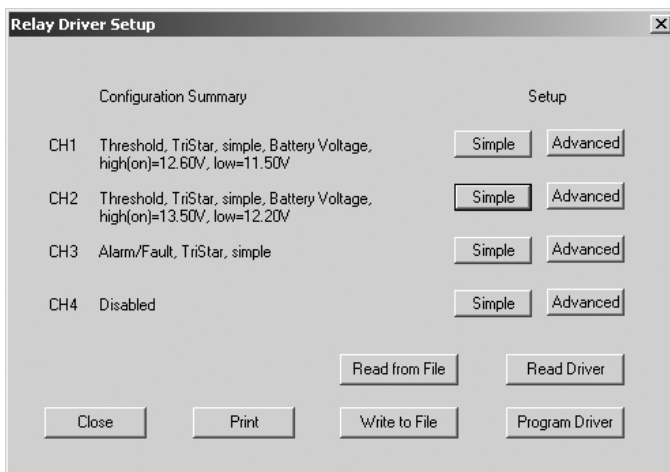 Relay Driver Setup
Configuration Summary Setup
CH1 Threshold, TriStar, simple, Battery Voltage, high(on)=12.60V, low=11.50V Simple Advanced
CH2 Threshold, TriStar, simple, Battery Voltage, high(on)=13.50V, low=12.20V Simple Advanced
CH3 Alarm/Fault, TriStar, simple Simple Advanced
CH4 Disabled Simple Advanced
Read from File Read Driver
Close Print Write to File Program Driver